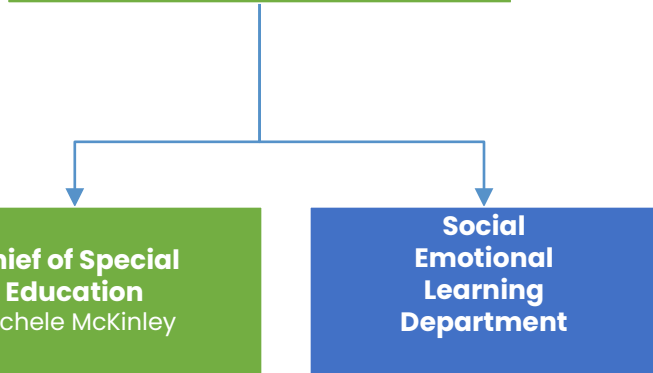 hief of Special
Education
chele McKinley
Social
Emotional
Learning
Department